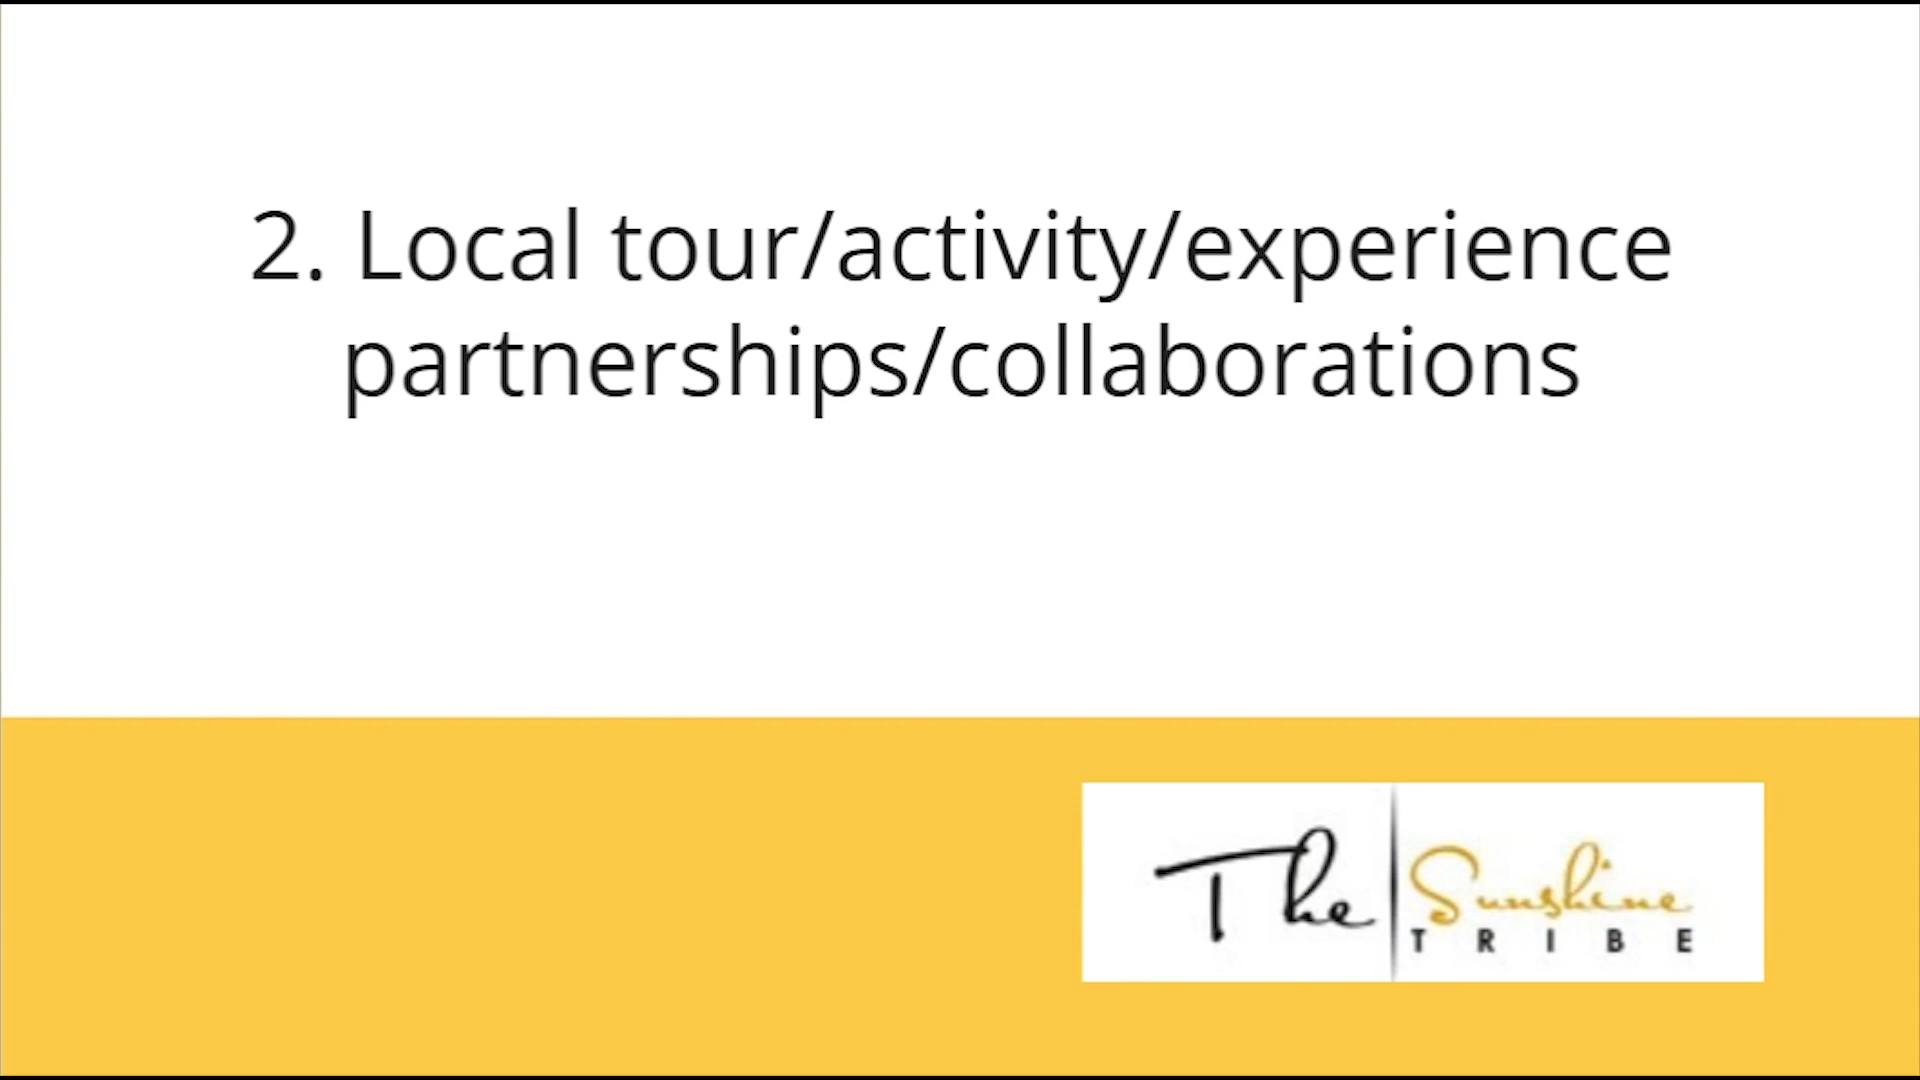 2. Local tour/activity/experience
partnerships/collaborations
The Sunshine
TRIBE